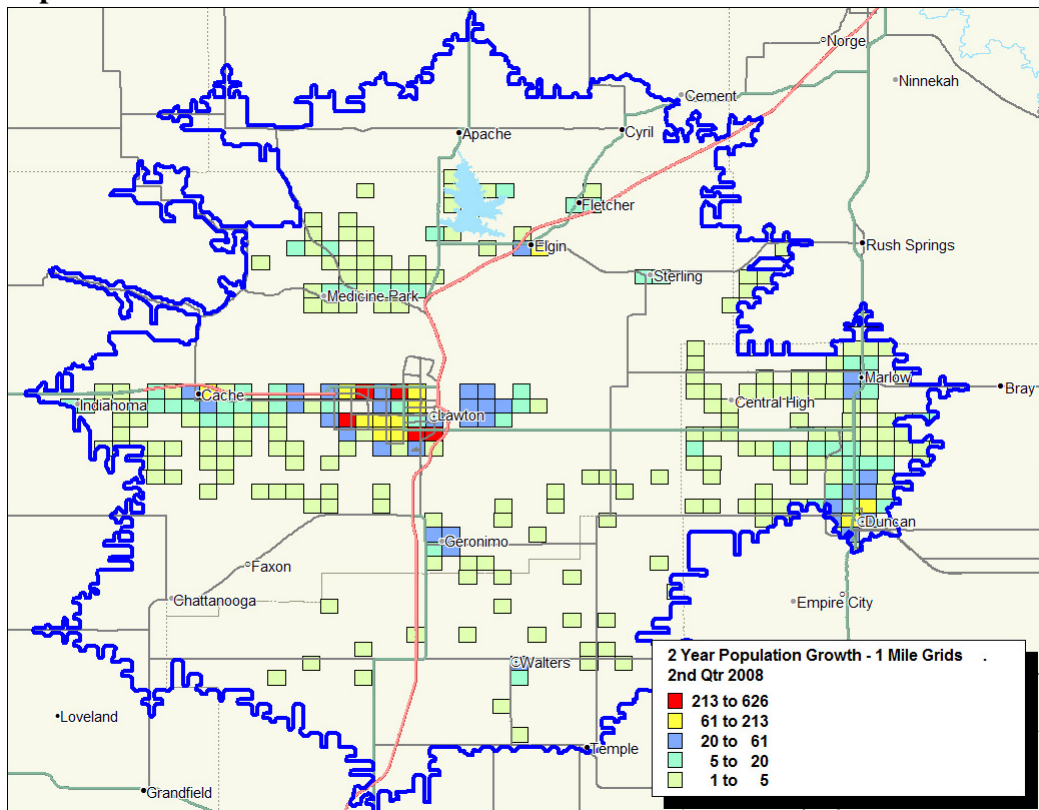 Norge
Ninnekah
Cement
Apache
Cyril
Fletcher
Elgin
Rush Springs
Sterling
Medicine Park
Marlow
Cache
Bray
Indiahoma
Central High
Lawton
Duncan
Geronimo
Faxon
Chattanooga
Empire City
Walters
Loveland
Temple
Grandfield
2 Year Population Growth - 1 Mile Grids .
2nd Qtr 2008
213 to 626
61 to 213
20 to 61
5 to 20
1 to 5